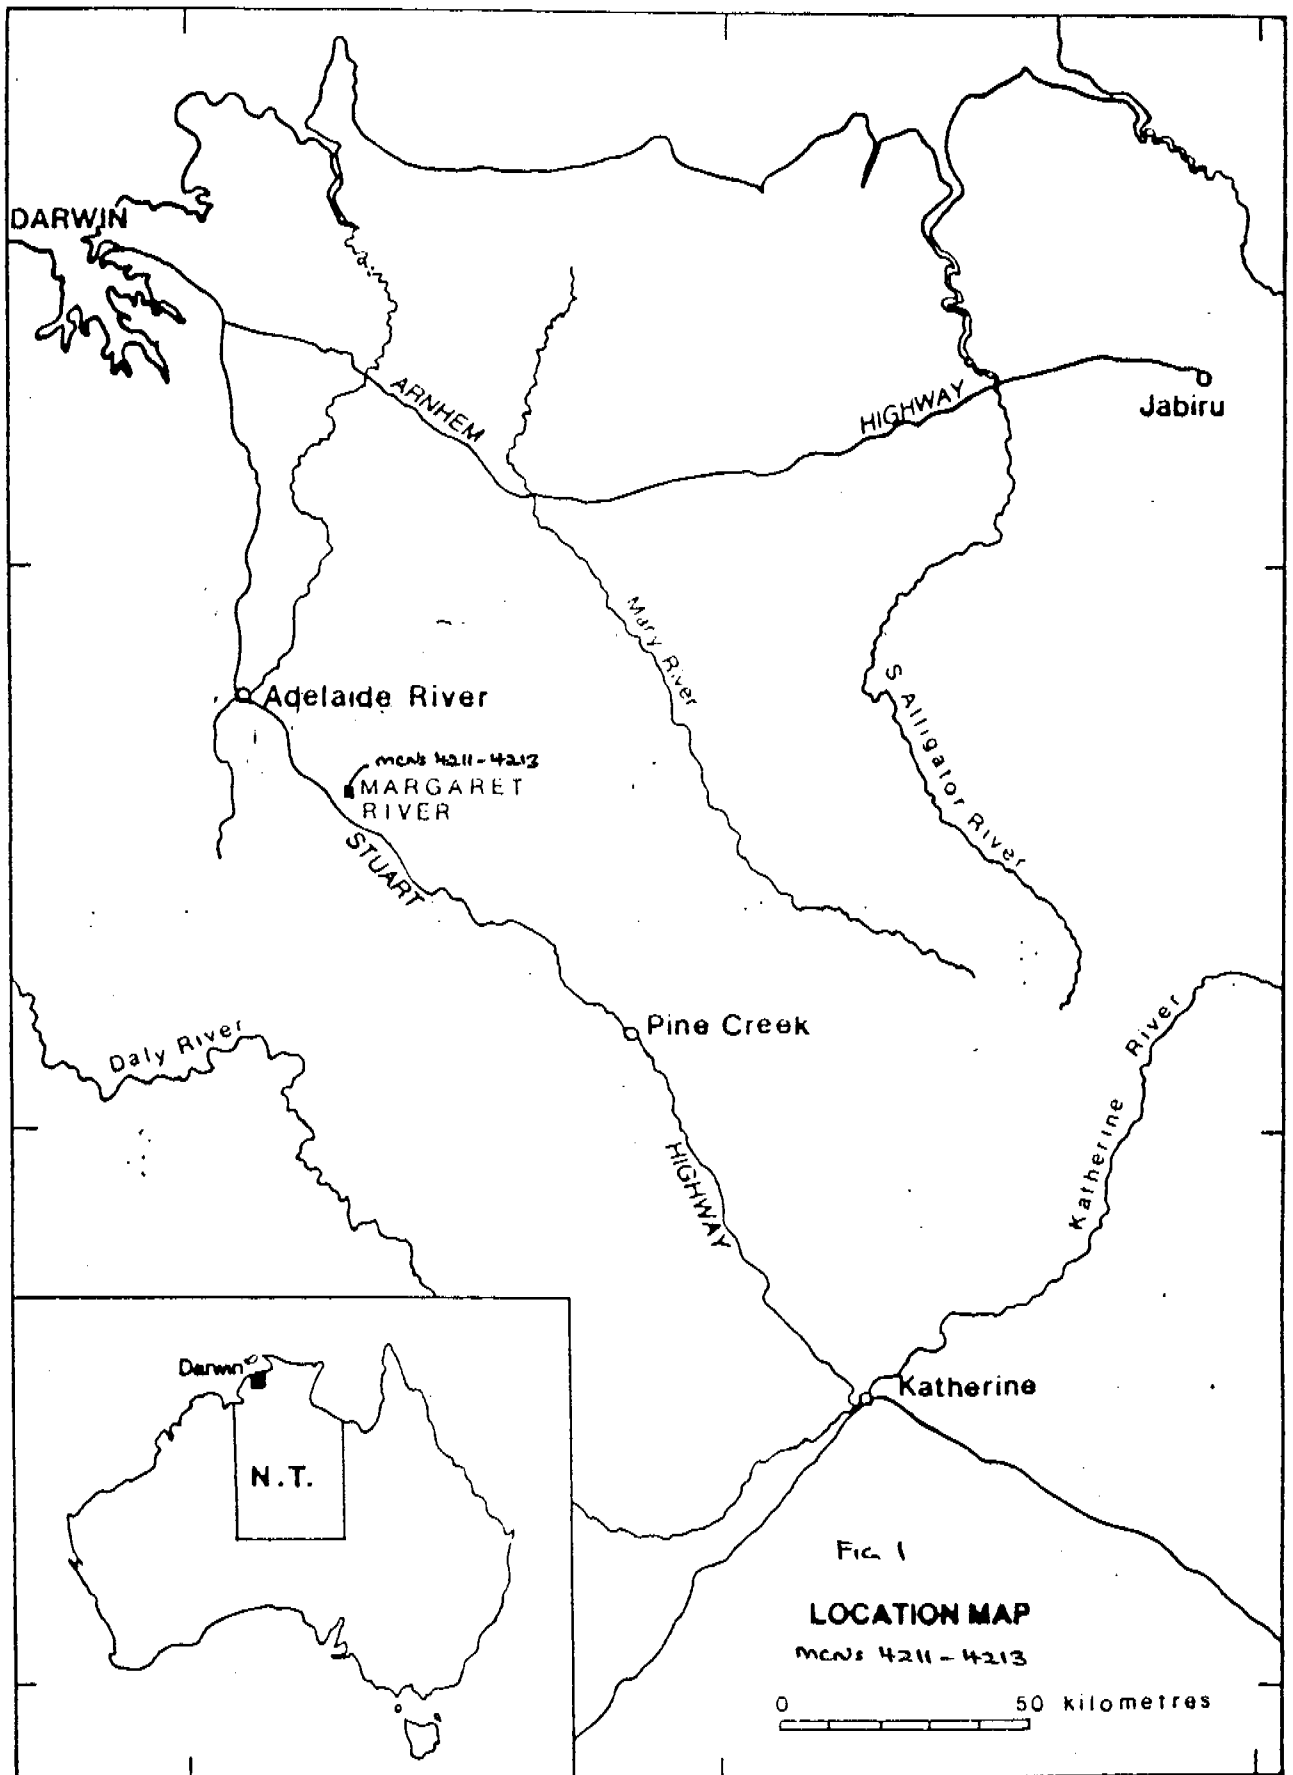 DARWIN
ARNHEM
HIGHWAY
Jabiru
Mary River
S Alligator River
Adelaide River
mcNs 4211-4213
MARGARET
RIVER
STUART
Pine Creek
Daly River
HIGHWAY
Katherine River
Katherine
Darwin
N.T.
FIG 1
LOCATION MAP
mcNs 4211-4213
0 50 kilometres